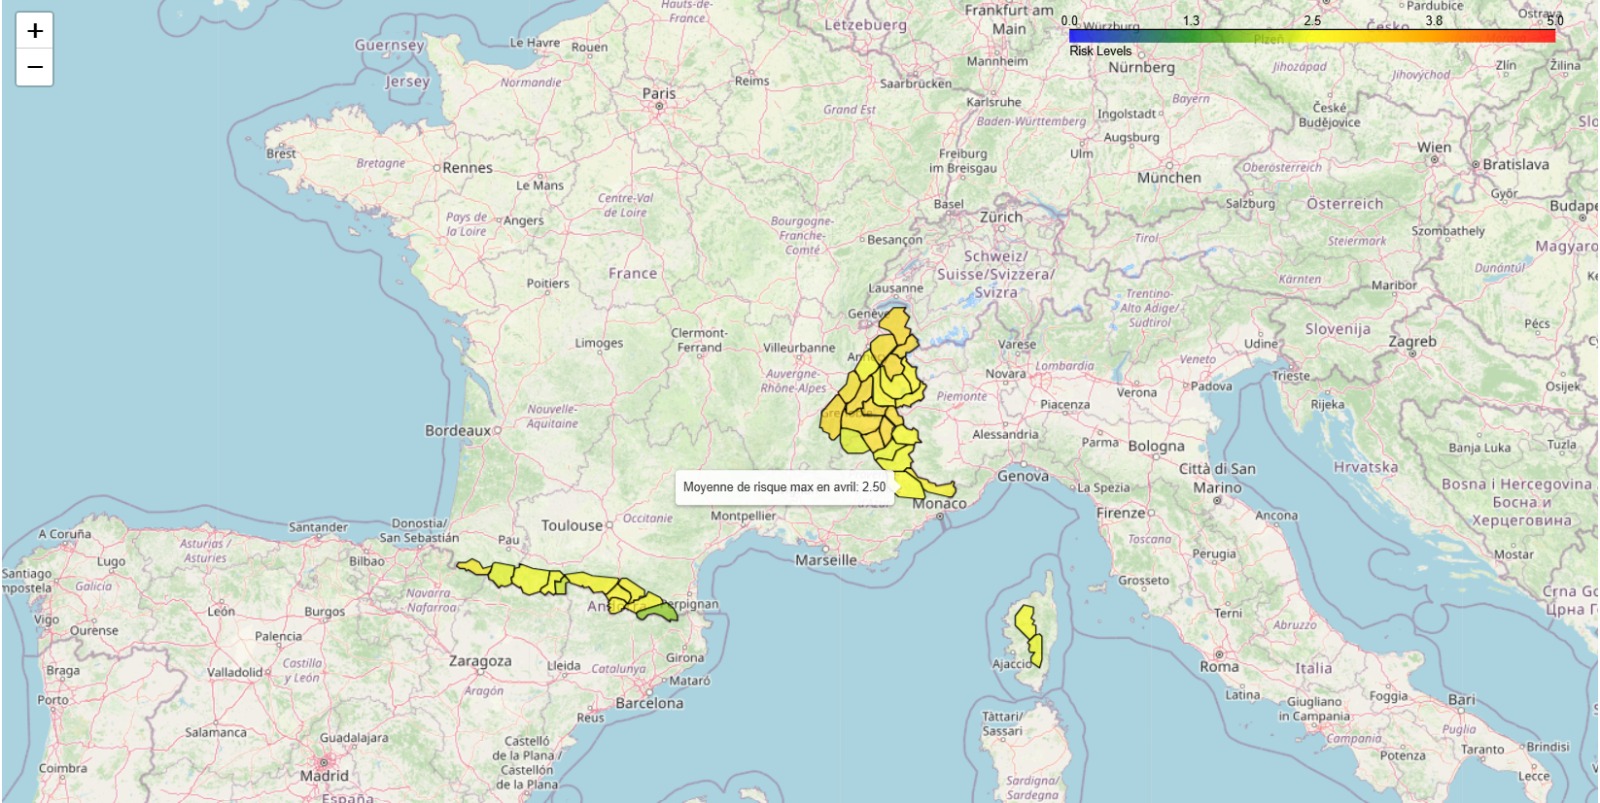 +
−
0.0
1.3
2.5
3.8
5.0
Risk Levels
Hauts-de-
France
Letzebuerg
Frankfurt am
Main
Würzburg
Pardubice
Ostrava
Česko
Plzeň
Guernsey
Le Havre
Rouen
Jersey
Normandie
Reims
Paris
Saarbrücken
Mannheim
Nürnberg
Jihozápad
Jihovýchod
Zlín
Žilina
Grand Est
Karlsruhe
Bayern
Baden-Württemberg
Ingolstadt
České
Budějovice
Augsburg
Brest
Bretagne
Rennes
Le Mans
Freiburg
im Breisgau
Ulm
München
Oberösterreich
Wien
Bratislava
Centre-Val
de Loire
Pays de
la Loire
Angers
Basel
Zürich
Salzburg
Österreich
Győr
Bourgogne-
Franche-
Comté
Besançon
Tirol
Steiermark
Szombathely
Magyaro
France
Poitiers
Schweiz/
Suisse/Svizzera/
Svizra
Lausanne
Kärnten
Maribor
Dunántúl
Trentino-
Alto Adige/
Südtirol
Genève
Slovenija
Pécs
Zagreb
Limoges
Clermont-
Ferrand
Villeurbanne
Varese
Udine
Auvergne-
Rhône-Alpes
Novara
Lombardia
Veneto
Trieste
Padova
Verona
Osijek
Rijeka
Nouvelle-
Aquitaine
Piemonte
Piacenza
Bordeaux
Alessandria
Parma
Bologna
Banja Luka
Tuzla
Hrvatska
Città di San
Marino
Genova
La Spezia
Bosna i Hercegovina
Босна и
Херцеговина
Moyenne de risque max en avril: 2.50
Monaco
Firenze
Ancona
Toulouse
Occitanie
Montpellier
Marseille
Toscana
Perugia
Mostar
A Coruña
Santander
Donostia/
San Sebastián
Pau
Asturias /
Asturies
Lugo
Bilbao
Galicia
Navarra
Nafarroa
Grosseto
Terni
Abruzzo
Vigo
Ourense
León
Burgos
Palencia
Perpignan
Braga
Valladolid
Castilla
y León
Zaragoza
Lleida
Catalunya
Girona
Mataró
Aragón
Barcelona
Reus
Porto
Ajaccio
Roma
Latina
Italia
Giugliano
in Campania
Foggia
Bari
Salamanca
Guadalajara
Madrid
España
Castelló
de la Plana /
Castellón
de la Plana
Coimbra
Tàttari/
Sassari
Sardigna/
Sardegna
Campania
Potenza
Puglia
Taranto
Brindisi
Lecce